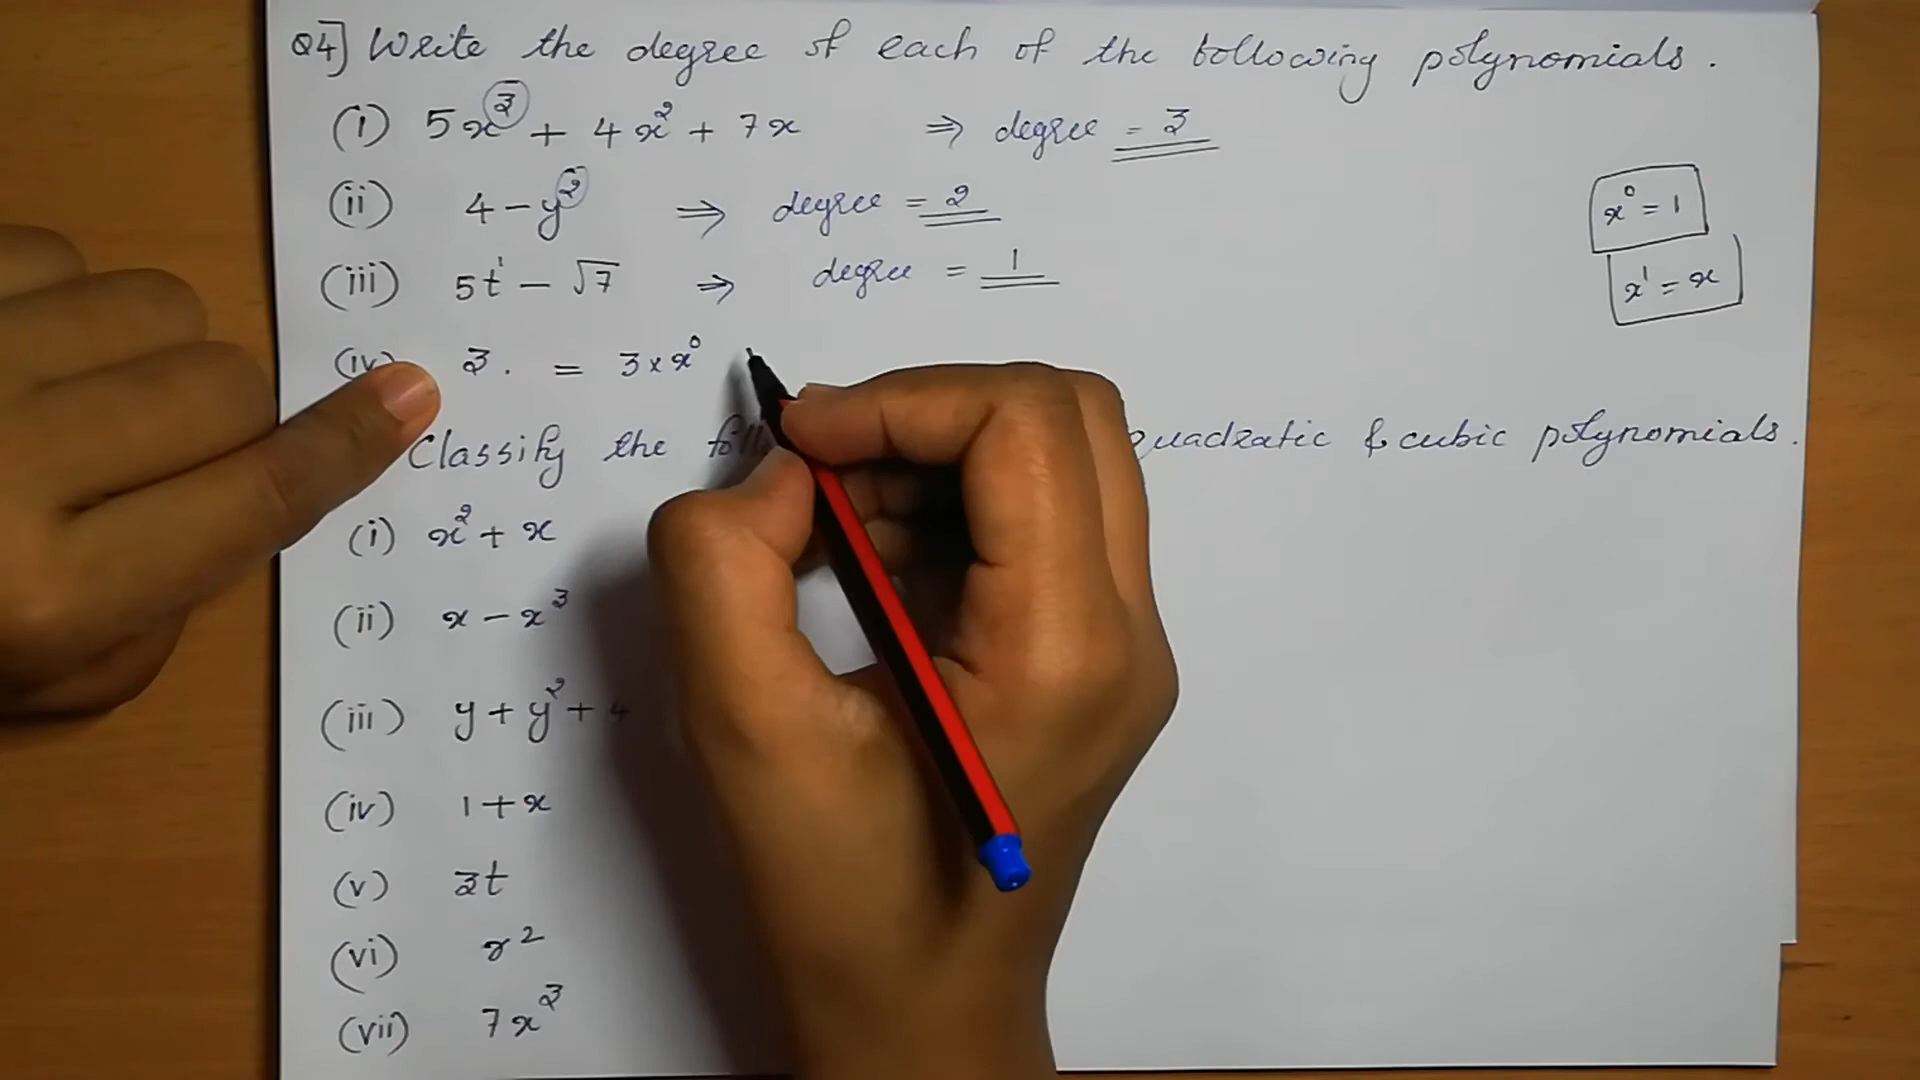 Q4] Write the degree of each of the following polynomials.
(i) 5x³ + 4x² + 7x ⇒ degree = 3
(ii) 4 - y² ⇒ degree = 2
x⁰ = 1
(iii) 5t¹ - √7 ⇒ degree = 1
x¹ = x
(iv) 3. = 3 × x⁰
Classify the quadratic & cubic polynomials.
(i) x² + x
(ii) x - x³
(iii) y + y² + 4
(iv) 1 + x
(v) 3t
(vi) r²
(vii) 7x³